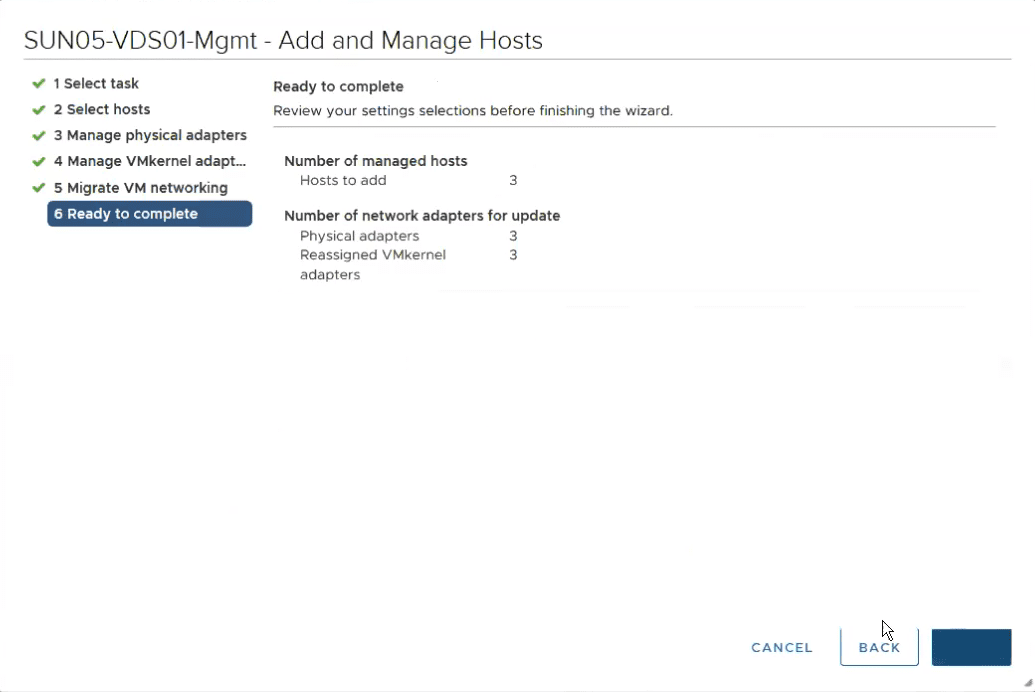 SUN05-VDS01-Mgmt - Add and Manage Hosts
1 Select task
2 Select hosts
3 Manage physical adapters
4 Manage VMkernel adapt...
5 Migrate VM networking
6 Ready to complete
Ready to complete
Review your settings selections before finishing the wizard.
Number of managed hosts
Hosts to add 3
Number of network adapters for update
Physical adapters 3
Reassigned VMkernel 3
adapters
CANCEL BACK